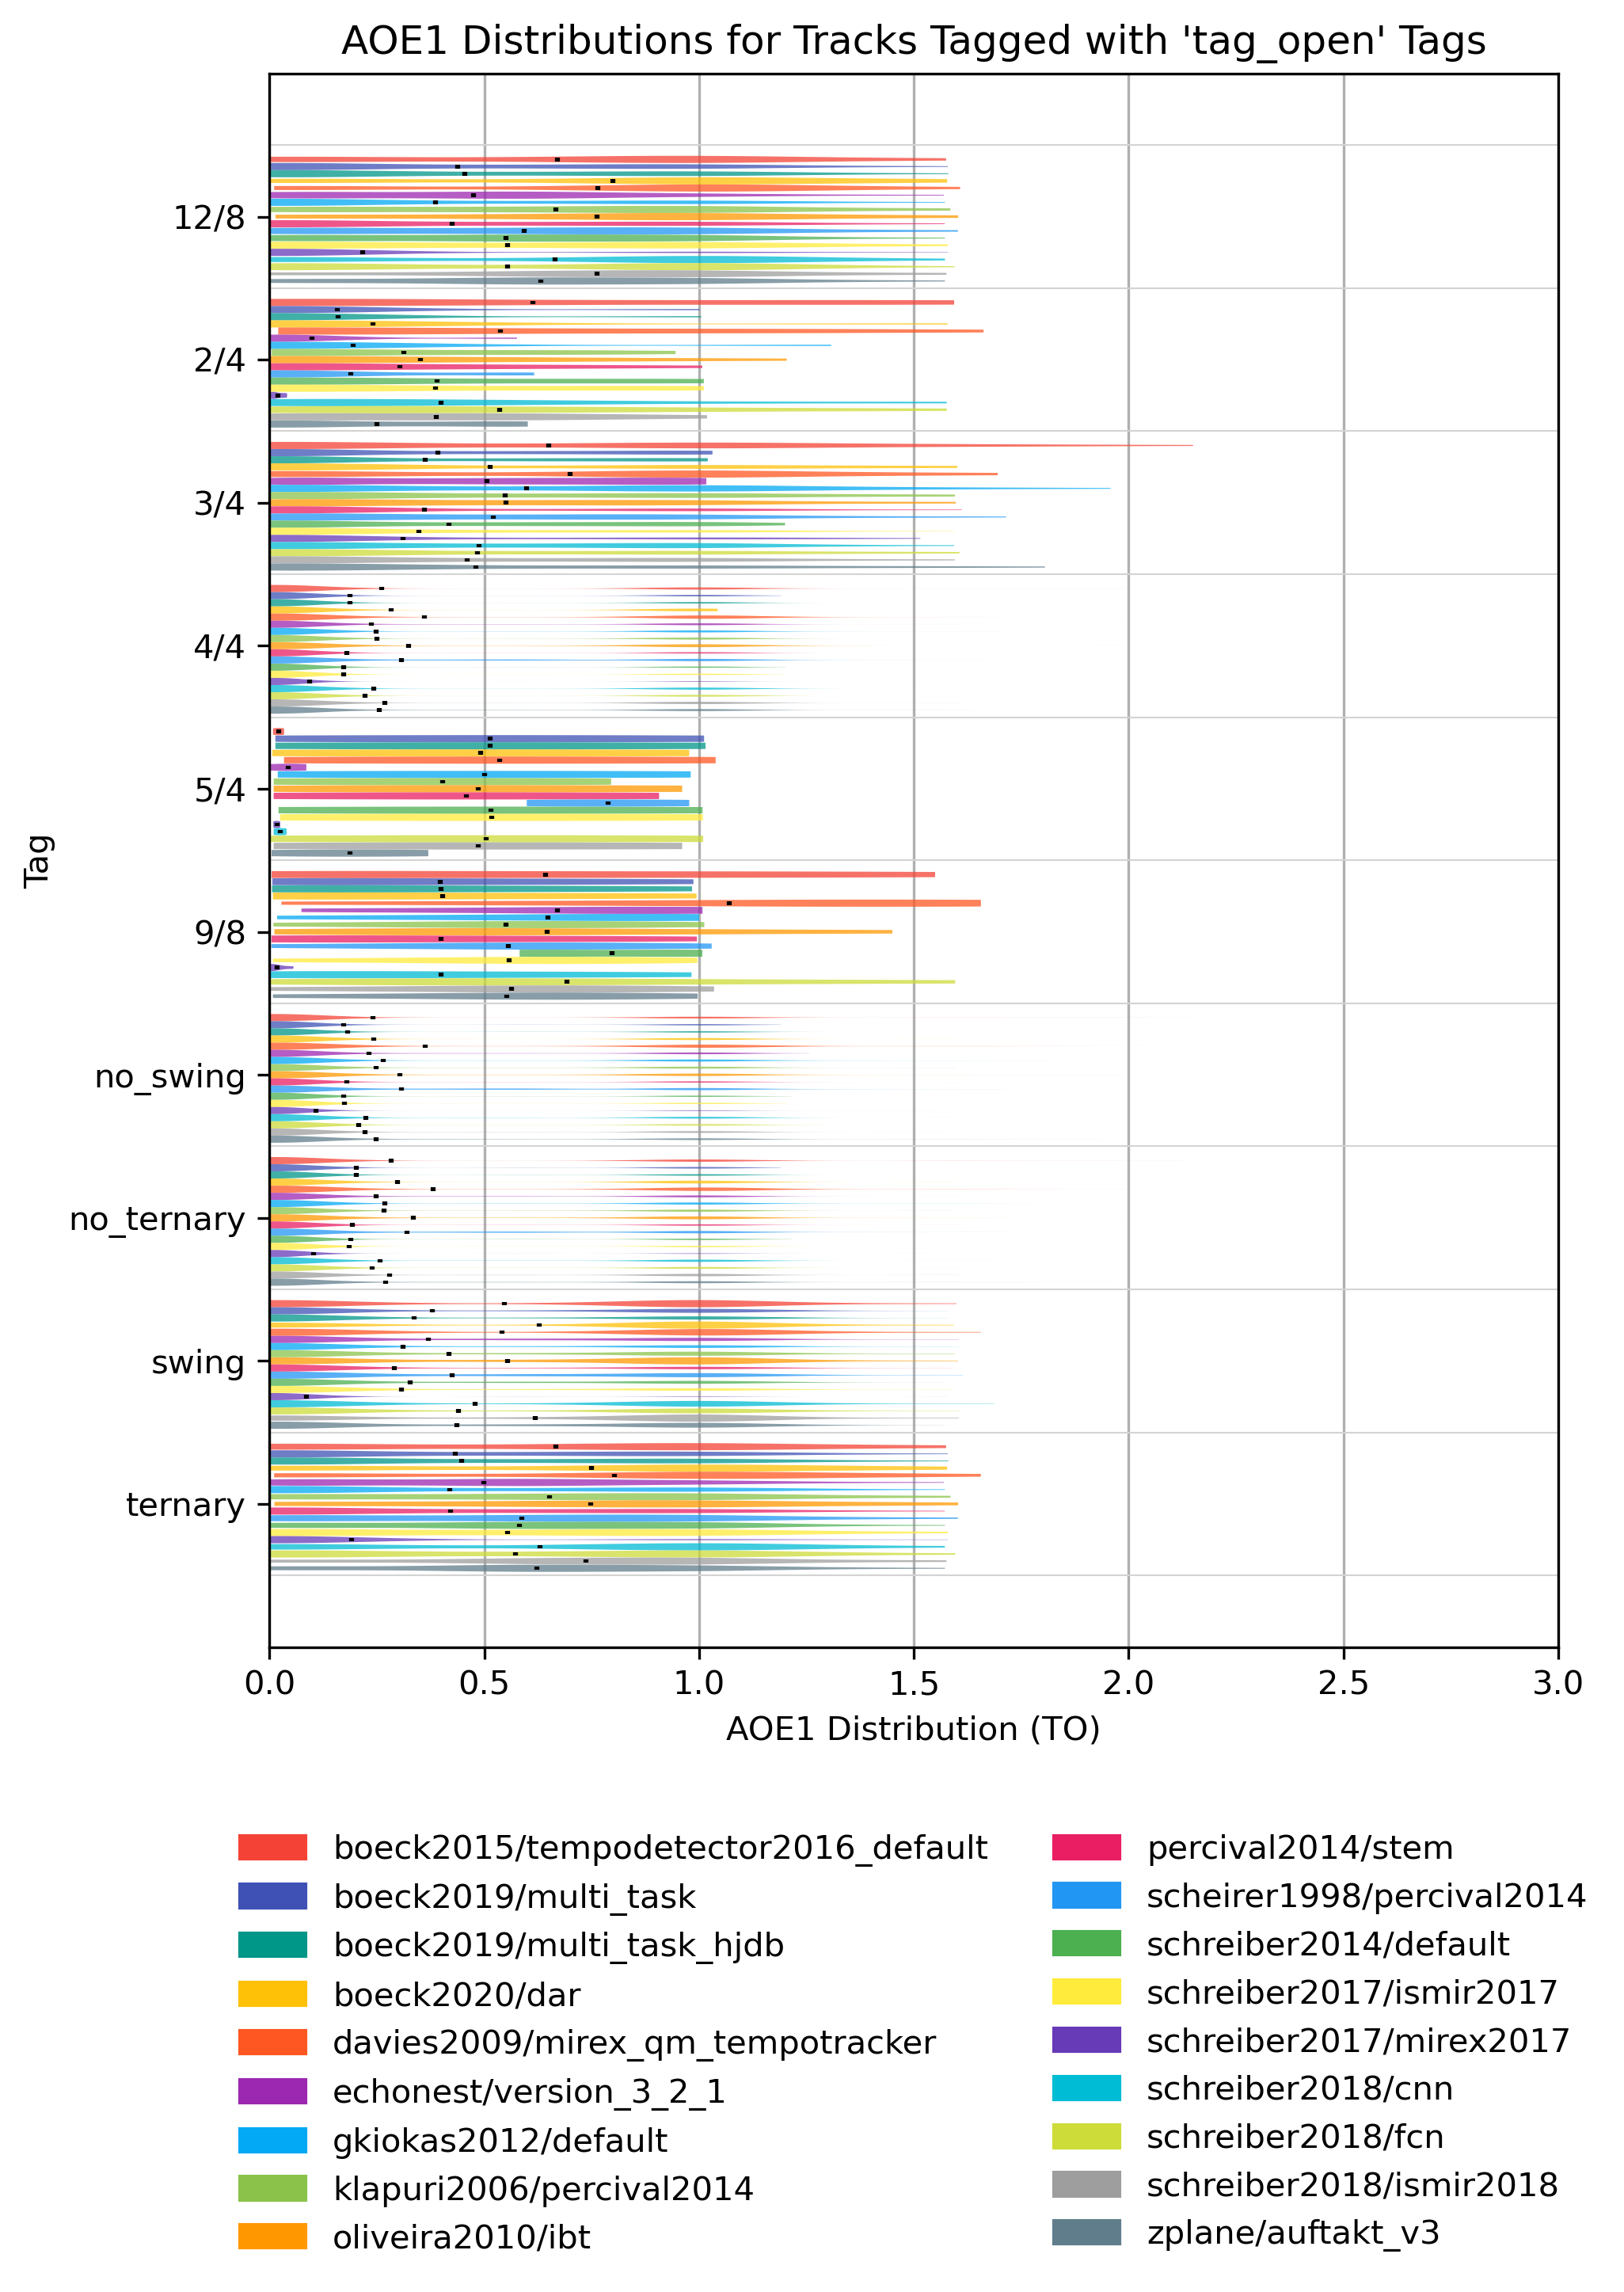 AOE1 Distributions for Tracks Tagged with 'tag_open' Tags
12/8
2/4
3/4
4/4
5/4
9/8
no_swing
no_ternary
swing
ternary
Tag
0.0 0.5 1.0 1.5 2.0 2.5 3.0
AOE1 Distribution (TO)
boeck2015/tempodetector2016_default
boeck2019/multi_task
boeck2019/multi_task_hjdb
boeck2020/dar
davies2009/mirex_qm_tempotracker
echonest/version_3_2_1
gkiokas2012/default
klapuri2006/percival2014
oliveira2010/ibt
percival2014/stem
scheirer1998/percival2014
schreiber2014/default
schreiber2017/ismir2017
schreiber2017/mirex2017
schreiber2018/cnn
schreiber2018/fcn
schreiber2018/ismir2018
zplane/auftakt_v3